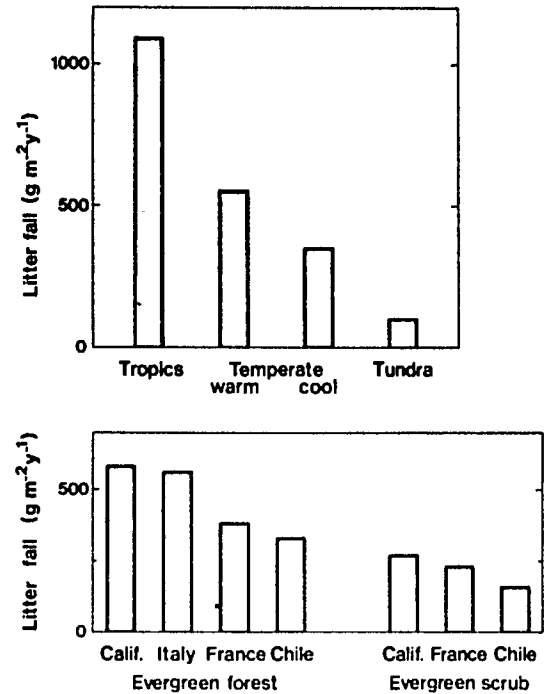 Litter fall (g m⁻² y⁻¹)
1000
500
0
Tropics Temperate Tundra
warm cool
Litter fall (g m⁻² y⁻¹)
500
0
Calif. Italy France Chile Calif. France Chile
Evergreen forest Evergreen scrub